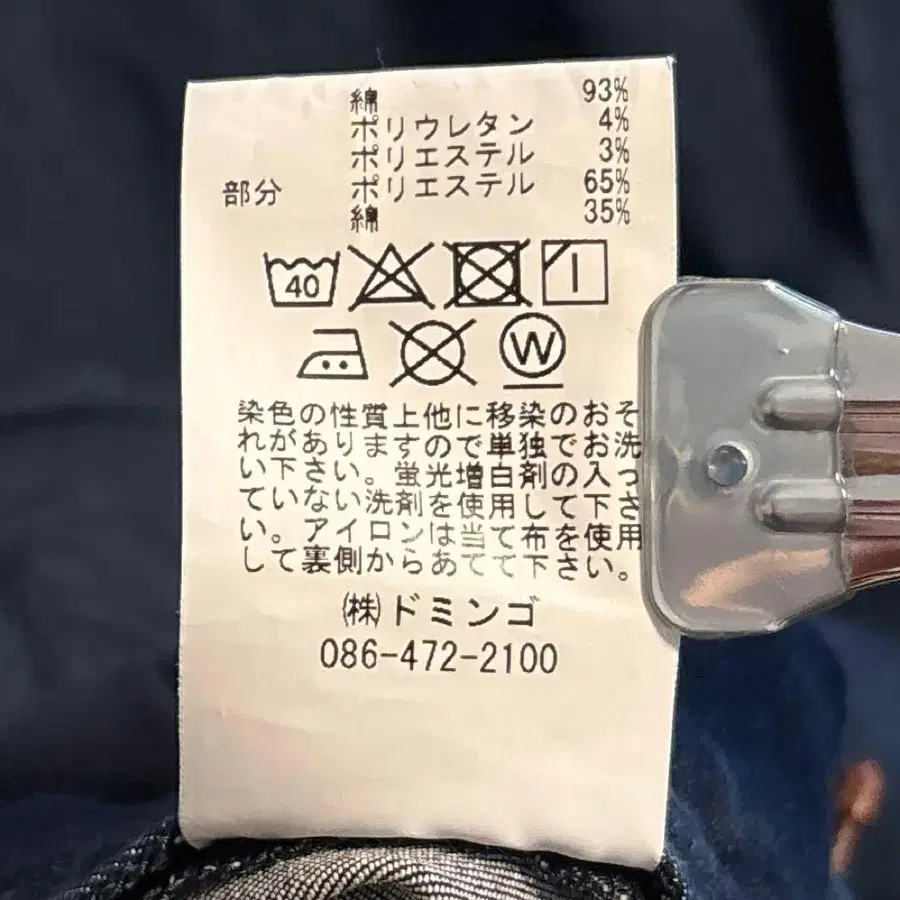 綿 93%
ポリウレタン 4%
ポリエステル 3%
部分 ポリエステル 65%
綿 35%
40
W
染色の性質上他に移染のおそ
れがありますので単独でお洗
い下さい。蛍光増白剤の入っ
ていない洗剤を使用して下さ
い。アイロンは当て布を使用
して裏側からあてて下さい。
㈱ドミンゴ
086-472-2100